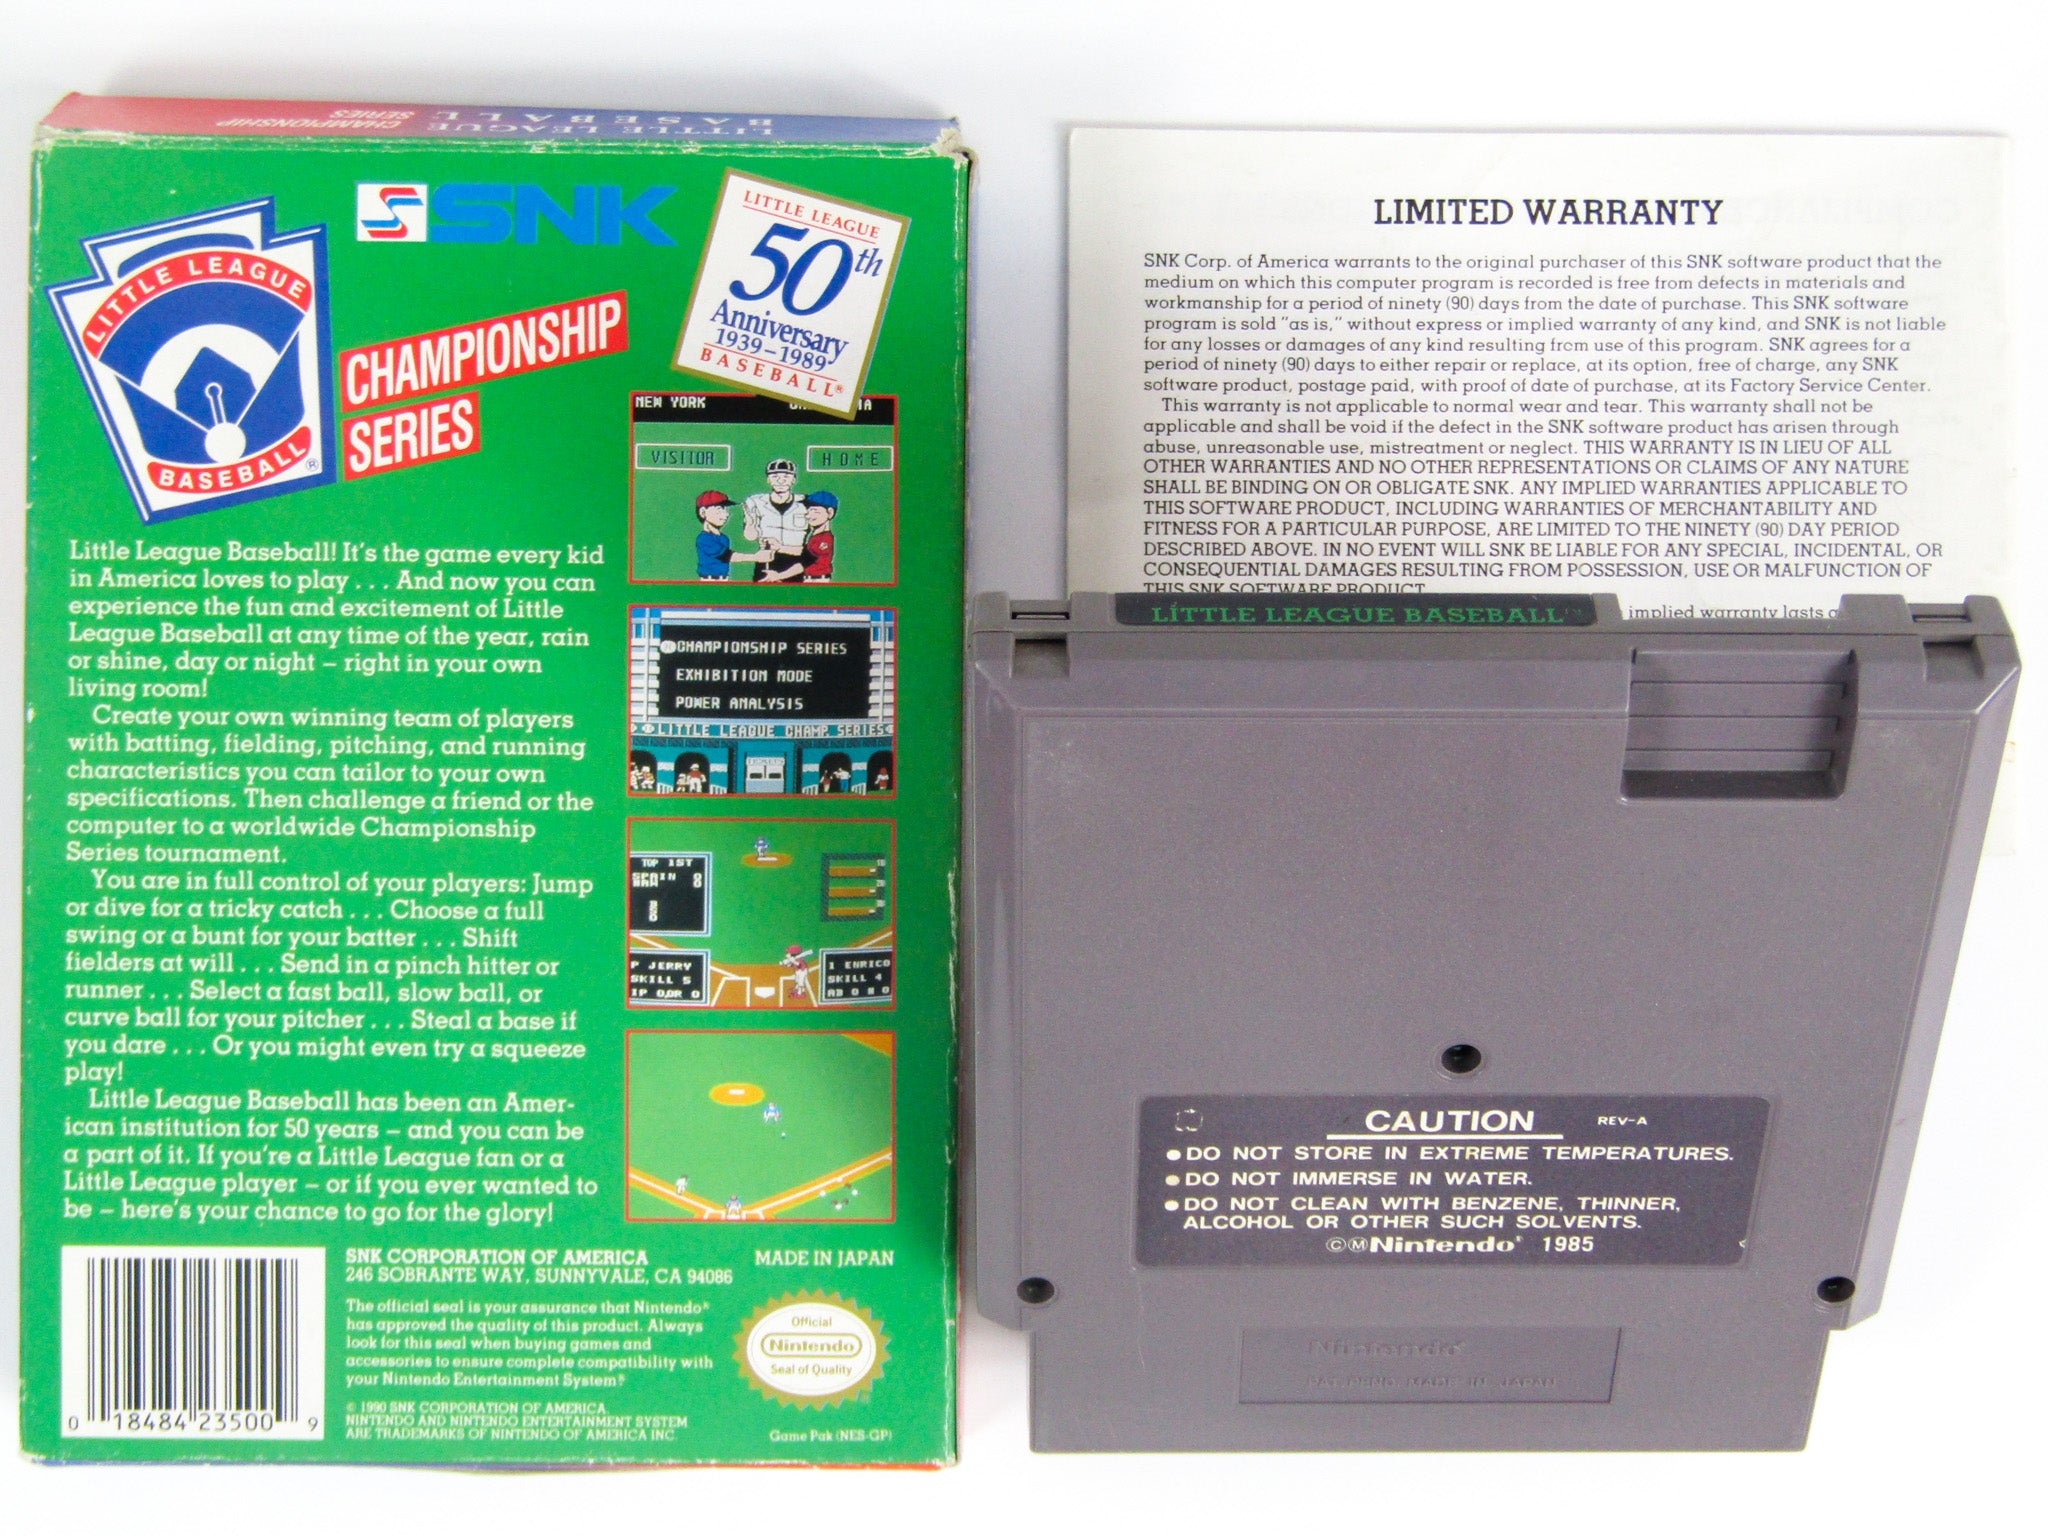 LITTLE LEAGUE
BASEBALL
CHAMPIONSHIP
SERIES
SNK
LITTLE LEAGUE
BASEBALL®
CHAMPIONSHIP
SERIES
LITTLE LEAGUE
50th
Anniversary
1939-1989
BASEBALL®
NEW YORK
VISITOR
HOME
CHAMPIONSHIP SERIES
EXHIBITION MODE
POWER ANALYSIS
LITTLE LEAGUE CHAMP. SERIES
TOP 1ST
SPAIN 0
P JERRY
SKILL 5
IP 0,0R 0
1 ENRICO
SKILL 4
AB 0 H 0
Little League Baseball! It's the game every kid
in America loves to play . . . And now you can
experience the fun and excitement of Little
League Baseball at any time of the year, rain
or shine, day or night – right in your own
living room!
Create your own winning team of players
with batting, fielding, pitching, and running
characteristics you can tailor to your own
specifications. Then challenge a friend or the
computer to a worldwide Championship
Series tournament.
You are in full control of your players: Jump
or dive for a tricky catch . . . Choose a full
swing or a bunt for your batter . . . Shift
fielders at will . . . Send in a pinch hitter or
runner . . . Select a fast ball, slow ball, or
curve ball for your pitcher . . . Steal a base if
you dare . . . Or you might even try a squeeze
play!
Little League Baseball has been an Amer-
ican institution for 50 years – and you can be
a part of it. If you're a Little League fan or a
Little League player – or if you ever wanted to
be – here's your chance to go for the glory!
0 18484 23500 9
SNK CORPORATION OF AMERICA
246 SOBRANTE WAY, SUNNYVALE, CA 94086
MADE IN JAPAN
The official seal is your assurance that Nintendo®
has approved the quality of this product. Always
look for this seal when buying games and
accessories to ensure complete compatibility with
your Nintendo Entertainment System®
© 1990 SNK CORPORATION OF AMERICA
NINTENDO AND NINTENDO ENTERTAINMENT SYSTEM
ARE TRADEMARKS OF NINTENDO OF AMERICA INC.
Official
Nintendo
Seal of Quality
Game Pak (NES-GP)
LIMITED WARRANTY
SNK Corp. of America warrants to the original purchaser of this SNK software product that the
medium on which this computer program is recorded is free from defects in materials and
workmanship for a period of ninety (90) days from the date of purchase. This SNK software
program is sold "as is," without express or implied warranty of any kind, and SNK is not liable
for any losses or damages of any kind resulting from use of this program. SNK agrees for a
period of ninety (90) days to either repair or replace, at its option, free of charge, any SNK
software product, postage paid, with proof of date of purchase, at its Factory Service Center.
This warranty is not applicable to normal wear and tear. This warranty shall not be
applicable and shall be void if the defect in the SNK software product has arisen through
abuse, unreasonable use, mistreatment or neglect. THIS WARRANTY IS IN LIEU OF ALL
OTHER WARRANTIES AND NO OTHER REPRESENTATIONS OR CLAIMS OF ANY NATURE
SHALL BE BINDING ON OR OBLIGATE SNK. ANY IMPLIED WARRANTIES APPLICABLE TO
THIS SOFTWARE PRODUCT, INCLUDING WARRANTIES OF MERCHANTABILITY AND
FITNESS FOR A PARTICULAR PURPOSE, ARE LIMITED TO THE NINETY (90) DAY PERIOD
DESCRIBED ABOVE. IN NO EVENT WILL SNK BE LIABLE FOR ANY SPECIAL, INCIDENTAL, OR
CONSEQUENTIAL DAMAGES RESULTING FROM POSSESSION, USE OR MALFUNCTION OF
THIS SNK SOFTWARE PRODUCT.
implied warranty lasts
LITTLE LEAGUE BASEBALL™
CAUTION
REV-A
●DO NOT STORE IN EXTREME TEMPERATURES.
●DO NOT IMMERSE IN WATER.
●DO NOT CLEAN WITH BENZENE, THINNER,
ALCOHOL OR OTHER SUCH SOLVENTS.
©ⓂNintendo® 1985
Nintendo®
PAT. PEND. MADE IN JAPAN